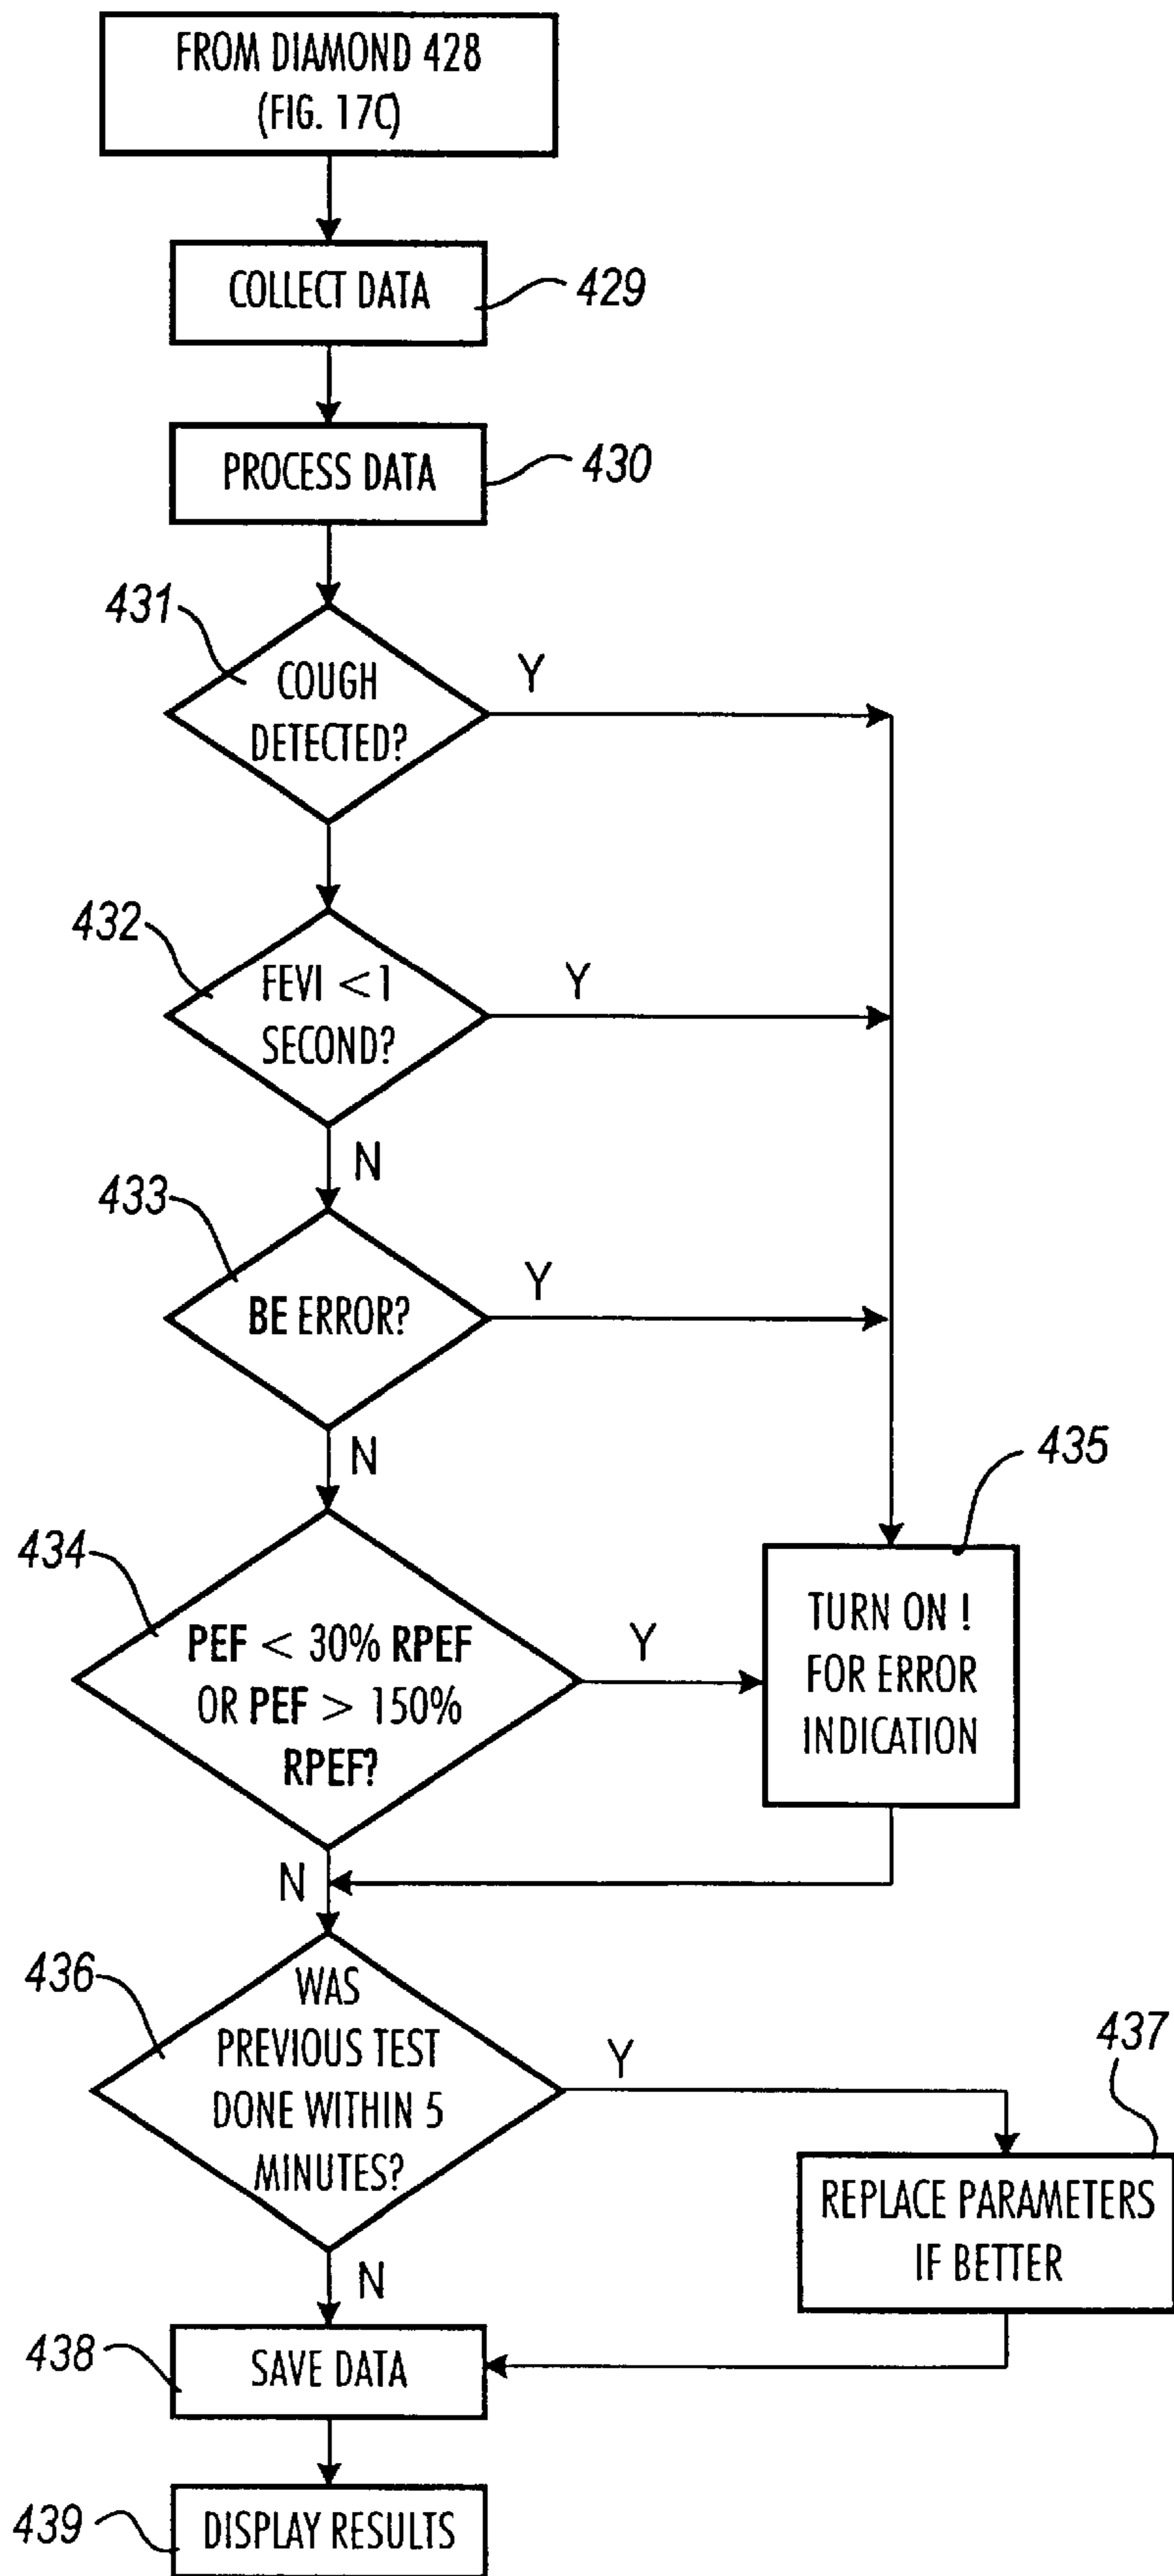 FROM DIAMOND 428
(FIG. 17C)
COLLECT DATA
429
PROCESS DATA
430
431
COUGH
DETECTED?
Y
432
FEVI <1
SECOND?
Y
N
433
BE ERROR?
Y
N
434
PEF < 30% RPEF
OR PEF > 150%
RPEF?
Y
435
TURN ON !
FOR ERROR
INDICATION
N
436
WAS
PREVIOUS TEST
DONE WITHIN 5
MINUTES?
Y
437
REPLACE PARAMETERS
IF BETTER
N
438
SAVE DATA
439
DISPLAY RESULTS